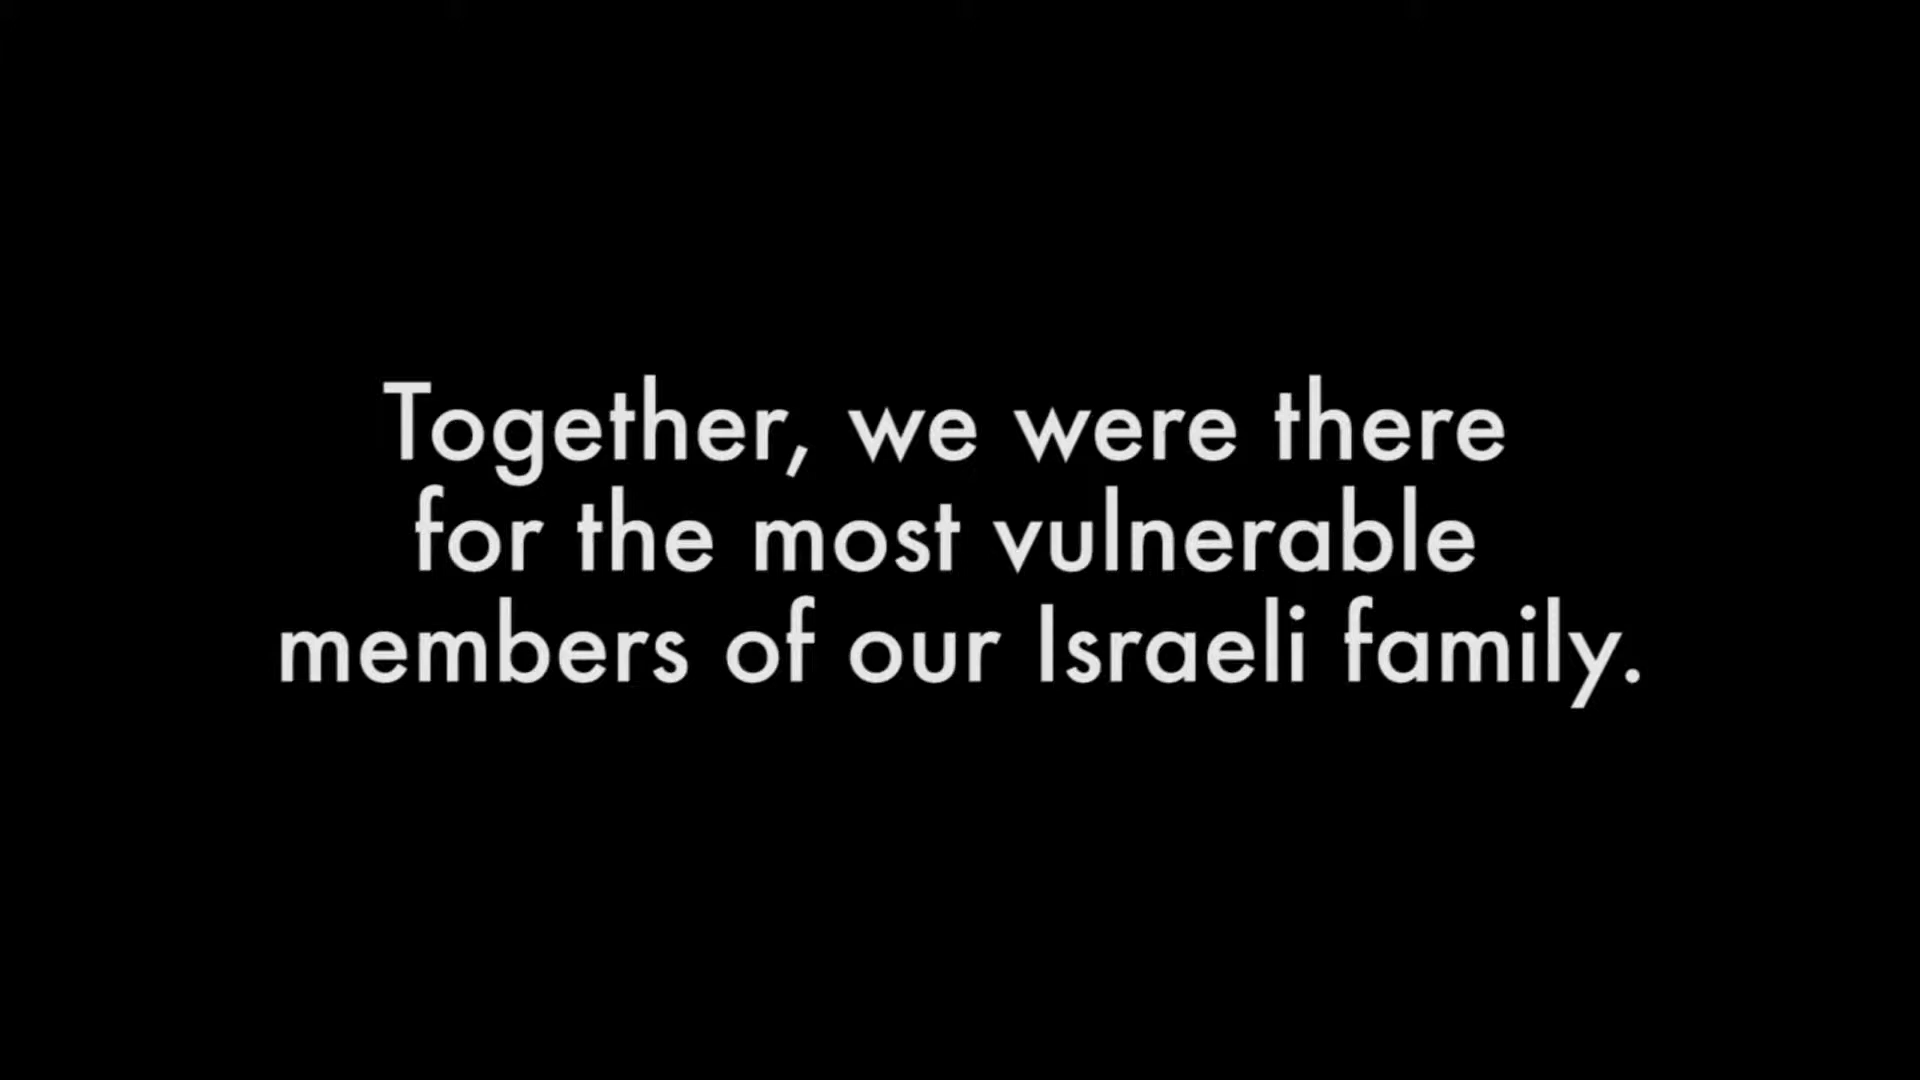 Together, we were there
for the most vulnerable
members of our Israeli family.